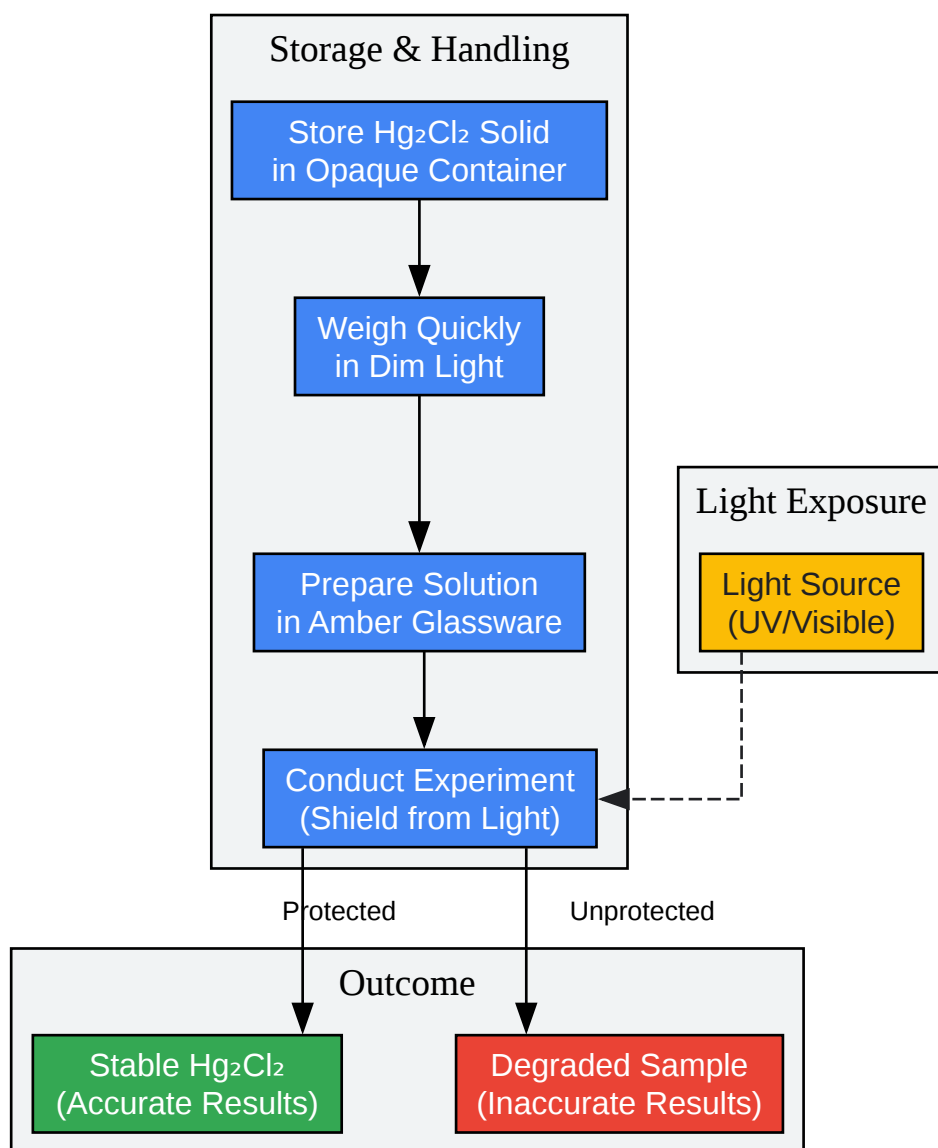 Storage & Handling
Store Hg₂Cl₂ Solid
in Opaque Container
Weigh Quickly
in Dim Light
Light Exposure
Light Source
(UV/Visible)
Prepare Solution
in Amber Glassware
Conduct Experiment
(Shield from Light)
Protected
Unprotected
Outcome
Stable Hg₂Cl₂
(Accurate Results)
Degraded Sample
(Inaccurate Results)